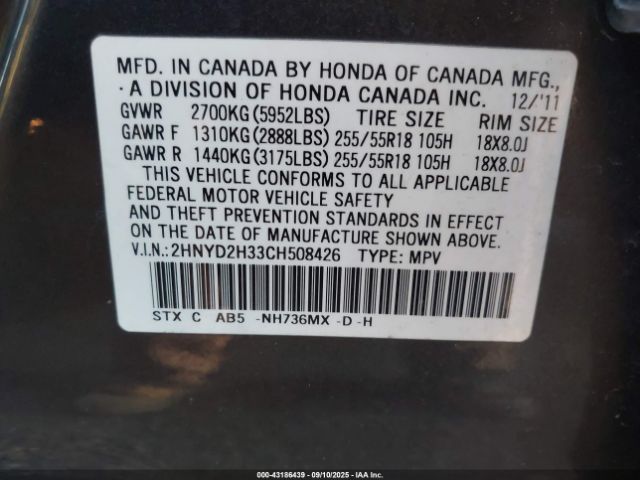 MFD. IN CANADA BY HONDA OF CANADA MFG.,
· A DIVISION OF HONDA CANADA INC. 12/'11
GVWR 2700KG(5952LBS) TIRE SIZE RIM SIZE
GAWR F 1310KG(2888LBS) 255/55R18 105H 18X8.0J
GAWR R 1440KG(3175LBS) 255/55R18 105H 18X8.0J
THIS VEHICLE CONFORMS TO ALL APPLICABLE
FEDERAL MOTOR VEHICLE SAFETY
AND THEFT PREVENTION STANDARDS IN EFFECT
ON THE DATE OF MANUFACTURE SHOWN ABOVE.
V.I.N.: 2HNYD2H33CH508426 TYPE: MPV
STX C AB5 -NH736MX -D -H
000-43186439 - 09/10/2025 - IAA Inc.